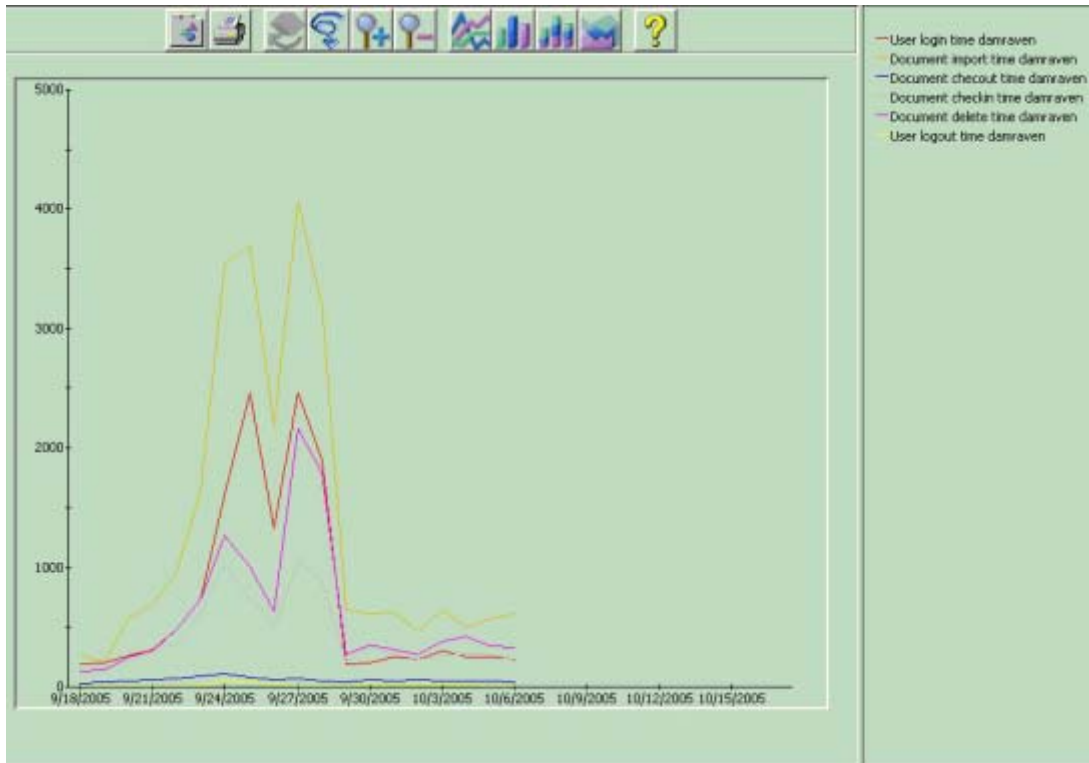 ?
User login time damraven
Document import time damraven
Document checout time damraven
Document checkin time damraven
Document delete time damraven
User logout time damraven
5000
4000
3000
2000
1000
0
9/18/2005 9/21/2005 9/24/2005 9/27/2005 9/30/2005 10/3/2005 10/6/2005 10/9/2005 10/12/2005 10/15/2005